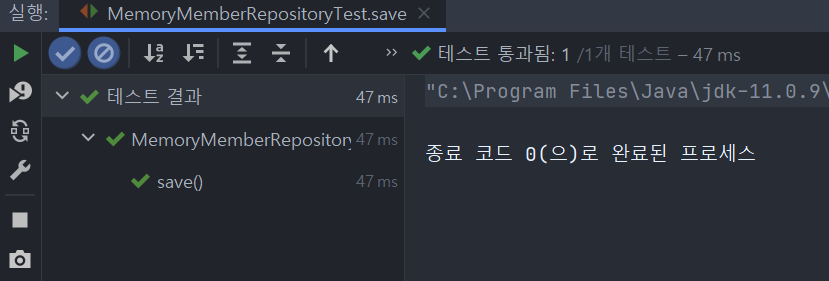 실행: MemoryMemberRepositoryTest.save
테스트 통과됨: 1 /1개 테스트 – 47 ms
테스트 결과 47 ms
"C:\Program Files\Java\jdk-11.0.9\
MemoryMemberRepository 47 ms
종료 코드 0(으)로 완료된 프로세스
save() 47 ms